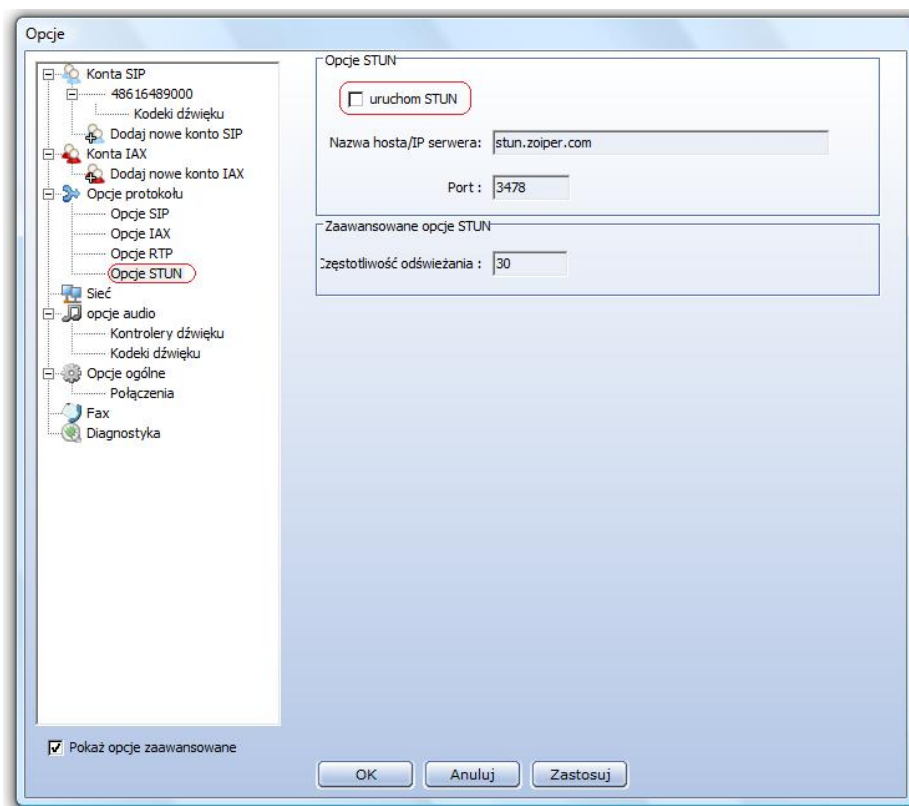 Opcje
Konta SIP
48616489000
Kodeki dźwięku
Dodaj nowe konto SIP
Konta IAX
Dodaj nowe konto IAX
Opcje protokołu
Opcje SIP
Opcje IAX
Opcje RTP
Opcje STUN
Sieć
opcje audio
Kontrolery dźwięku
Kodeki dźwięku
Opcje ogólne
Połączenia
Fax
Diagnostyka
Pokaż opcje zaawansowane
Opcje STUN
uruchom STUN
Nazwa hosta/IP serwera: stun.zoiper.com
Port : 3478
Zaawansowane opcje STUN
Częstotliwość odświeżania : 30
OK Anuluj Zastosuj